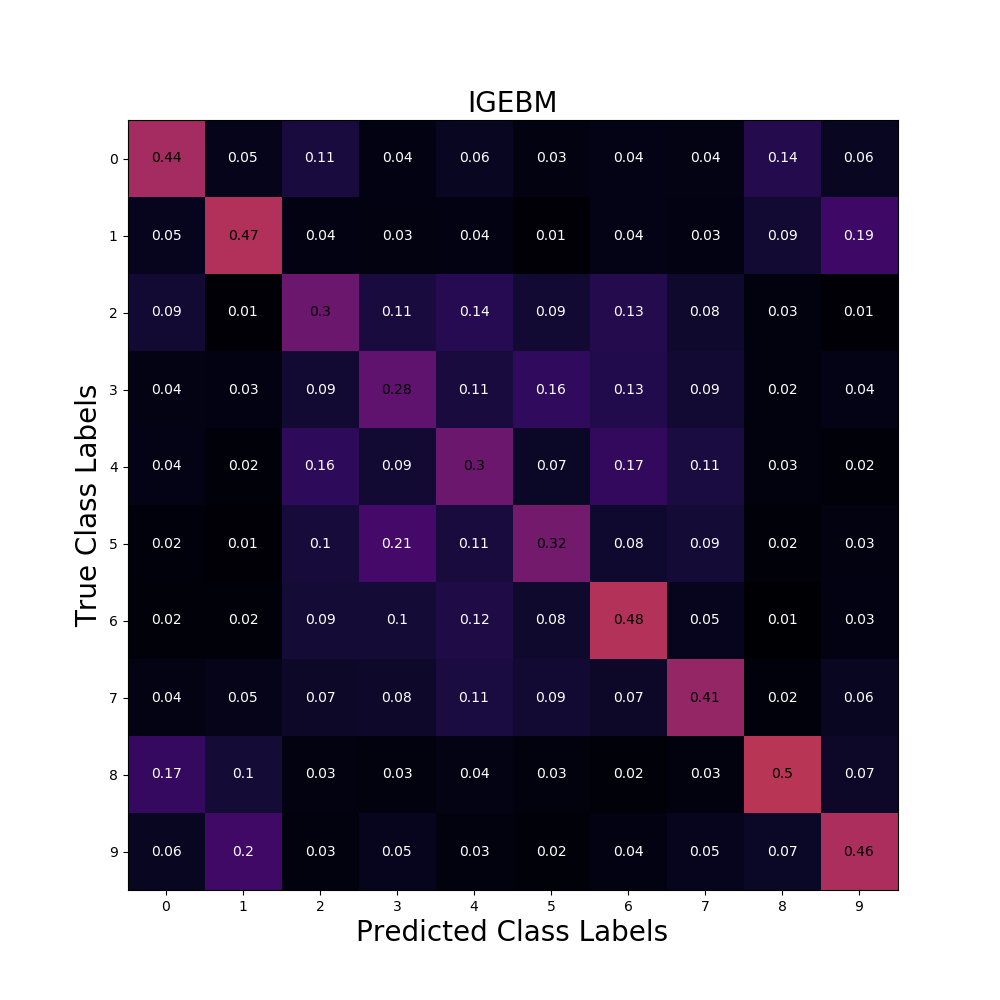 IGEBM
0 0.44 0.05 0.11 0.04 0.06 0.03 0.04 0.04 0.14 0.06
1 0.05 0.47 0.04 0.03 0.04 0.01 0.04 0.03 0.09 0.19
2 0.09 0.01 0.3 0.11 0.14 0.09 0.13 0.08 0.03 0.01
3 0.04 0.03 0.09 0.28 0.11 0.16 0.13 0.09 0.02 0.04
4 0.04 0.02 0.16 0.09 0.3 0.07 0.17 0.11 0.03 0.02
5 0.02 0.01 0.1 0.21 0.11 0.32 0.08 0.09 0.02 0.03
6 0.02 0.02 0.09 0.1 0.12 0.08 0.48 0.05 0.01 0.03
7 0.04 0.05 0.07 0.08 0.11 0.09 0.07 0.41 0.02 0.06
8 0.17 0.1 0.03 0.03 0.04 0.03 0.02 0.03 0.5 0.07
9 0.06 0.2 0.03 0.05 0.03 0.02 0.04 0.05 0.07 0.46
0 1 2 3 4 5 6 7 8 9
Predicted Class Labels
True Class Labels